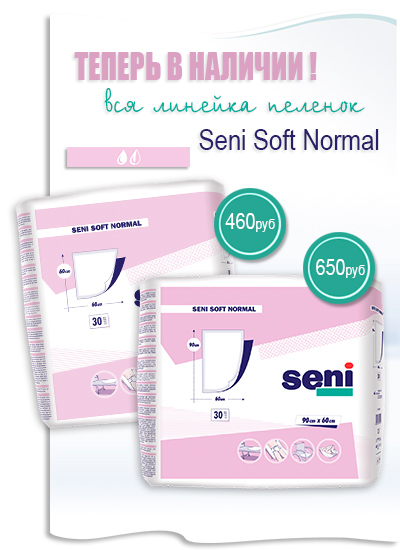 ТЕПЕРЬ В НАЛИЧИИ !
вся линейка пеленок
Seni Soft Normal
460руб
650руб
SENI SOFT NORMAL
60cm
60cm
30
seni
SENI SOFT NORMAL
90cm
60cm
30
seni
90cm x 60cm